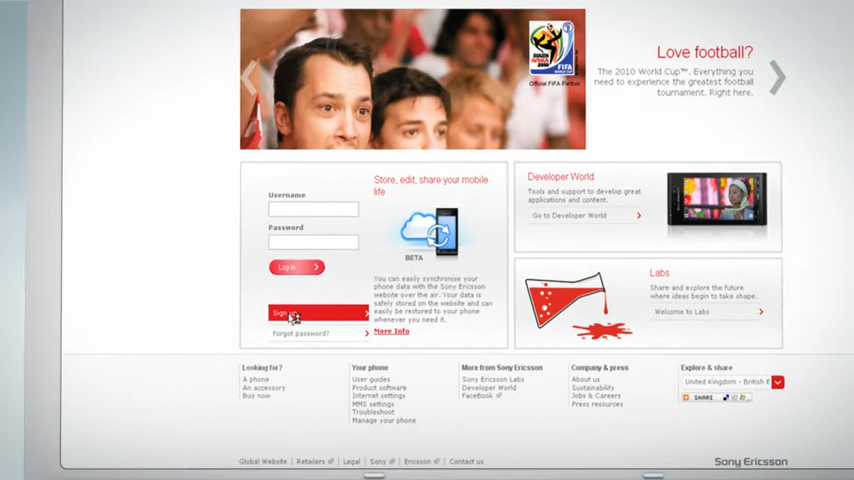 SOUTH AFRICA 2010
FIFA
Official FIFA Partner
Love football?
The 2010 World Cup™. Everything you
need to experience the greatest football
tournament. Right here.
Username
Password
Log in
Sign
Forgot password?
Store, edit, share your mobile
life
BETA
You can easily synchronise your
phone data with the Sony Ericsson
website over the air. Your data is
safely stored on the website and can
easily be restored to your phone
whenever you need it.
More Info
Developer World
Tools and support to develop great
applications and content.
Go to Developer World
Labs
Share and explore the future
where ideas begin to take shape.
Welcome to Labs
Looking for?
A phone
An accessory
Buy now
Your phone
User guides
Product software
Internet settings
MMS settings
Troubleshoot
Manage your phone
More from Sony Ericsson
Sony Ericsson Labs
Developer World
FaceBook
Company & press
About us
Sustainability
Jobs & Careers
Press resources
Explore & share
United Kingdom - British E
SHARE
Global Website | Retailers | Legal | Sony | Ericsson | Contact us
Sony Ericsson